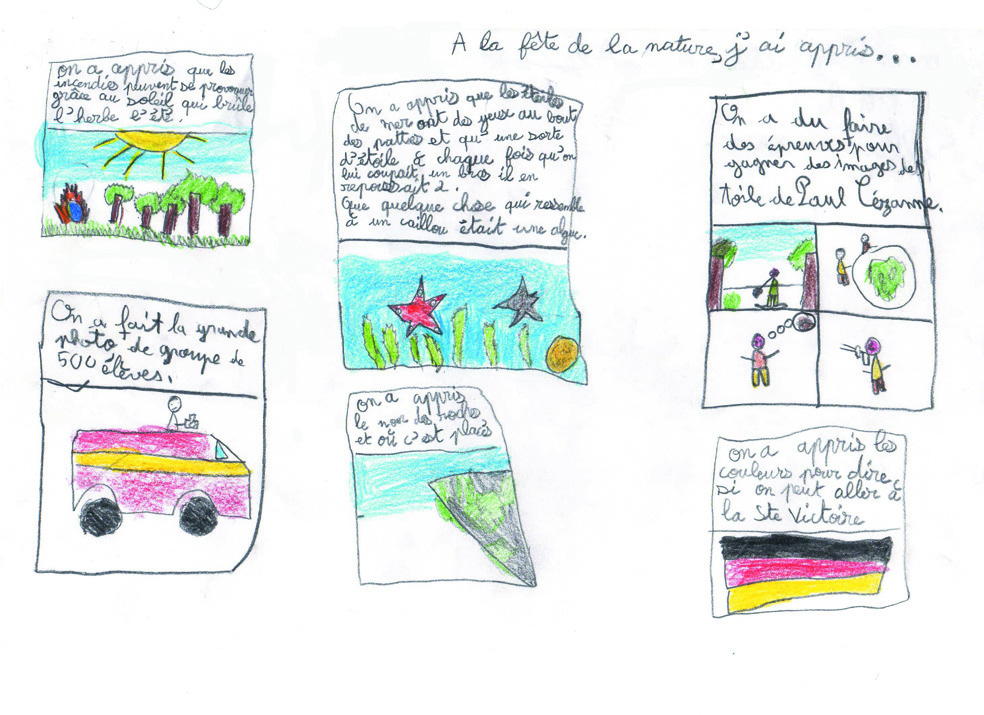 A la fête de la nature, j'ai appris...
on a appris que les
incendies peuvent se provoquer
grâce au soleil qui brûle
l'herbe l'été.
On a fait la grande
photo de groupe de
500 élèves.
On a appris que les étoiles
de mer ont des yeux au bout
des pattes et qu'une sorte
d'étoile & chaque fois qu'on
lui coupait un bras il en
repoussait 2.
Que quelque chose qui ressemble
à un caillou était une algue.
on a appris
le nom des roches
et où c'est placés
On a du faire
des épreuves pour
gagner des images des
toile de Paul Cézanne.
on a appris les
couleurs pour dire
si on peut aller à
la Ste Victoire